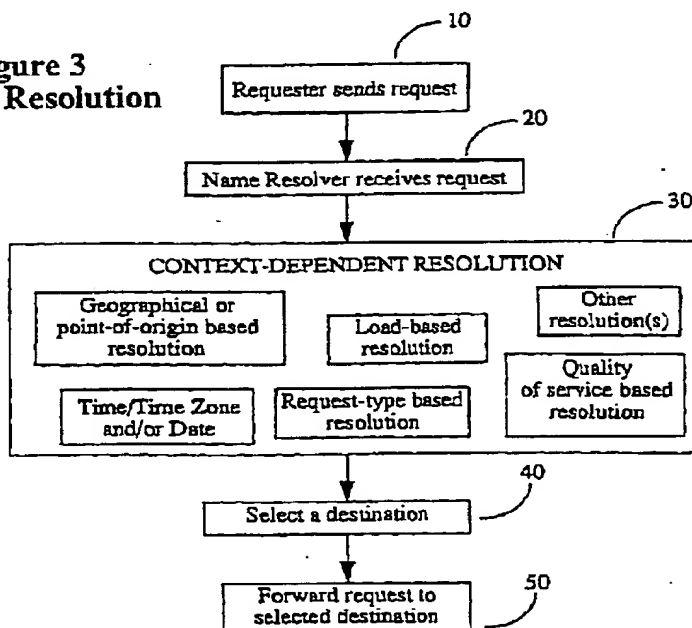 gure 3
Resolution
10
Requester sends request
20
Name Resolver receives request
30
CONTEXT-DEPENDENT RESOLUTION
Geographical or
point-of-origin based
resolution
Load-based
resolution
Other
resolution(s)
Time/Time Zone
and/or Date
Request-type based
resolution
Quality
of service based
resolution
40
Select a destination
50
Forward request to
selected destination